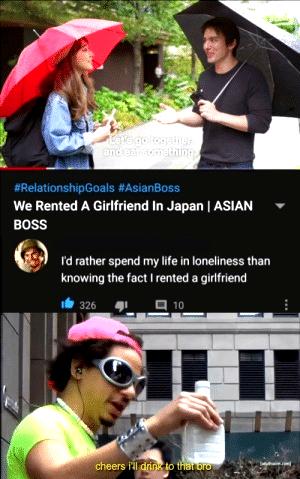 Let's go together
and eat something
#RelationshipGoals #AsianBoss
We Rented A Girlfriend In Japan | ASIAN
BOSS
I'd rather spend my life in loneliness than
knowing the fact I rented a girlfriend
326
10
cheers i'll drink to that bro